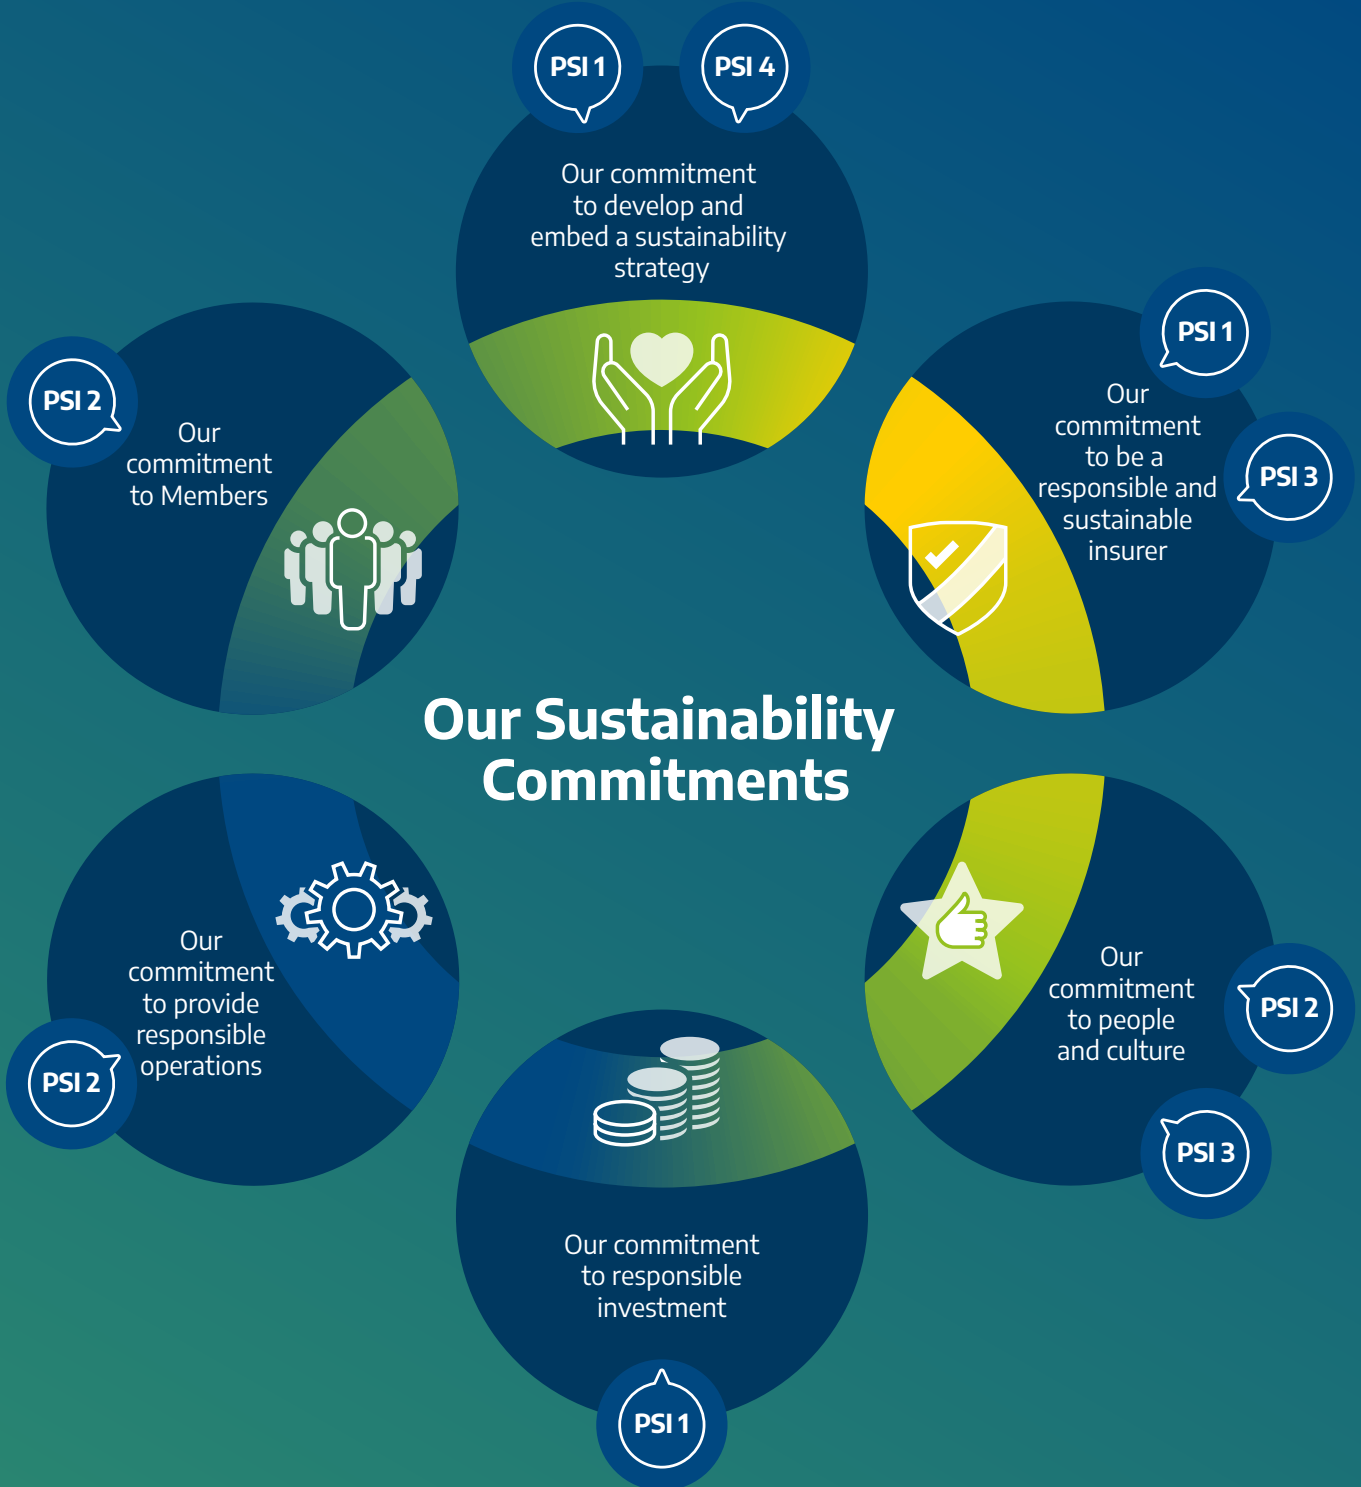 PSI 1
PSI 4
Our commitment
to develop and
embed a sustainability
strategy
PSI 1
PSI 3
Our
commitment
to be a
responsible and
sustainable
insurer
PSI 2
Our
commitment
to Members
Our Sustainability
Commitments
Our
commitment
to provide
responsible
operations
PSI 2
Our
commitment
to people
and culture
PSI 2
PSI 3
Our commitment
to responsible
investment
PSI 1